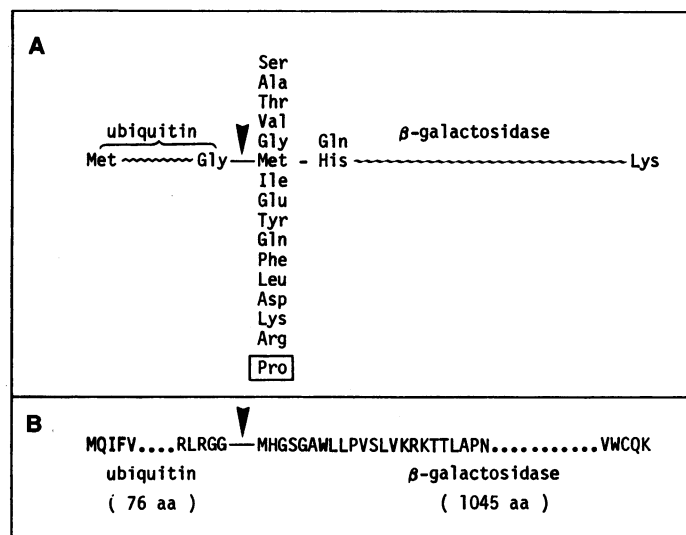 A
Ser
Ala
Thr
Val
ubiquitin
Gly Gln β-galactosidase
Met Gly Met - His Lys
Ile
Glu
Tyr
Gln
Phe
Leu
Asp
Lys
Arg
Pro
B
MQIFV....RLRGG—MHGSGAWLLPVSLVKRKTTLAPN...........VWCQK
ubiquitin β-galactosidase
( 76 aa ) ( 1045 aa )